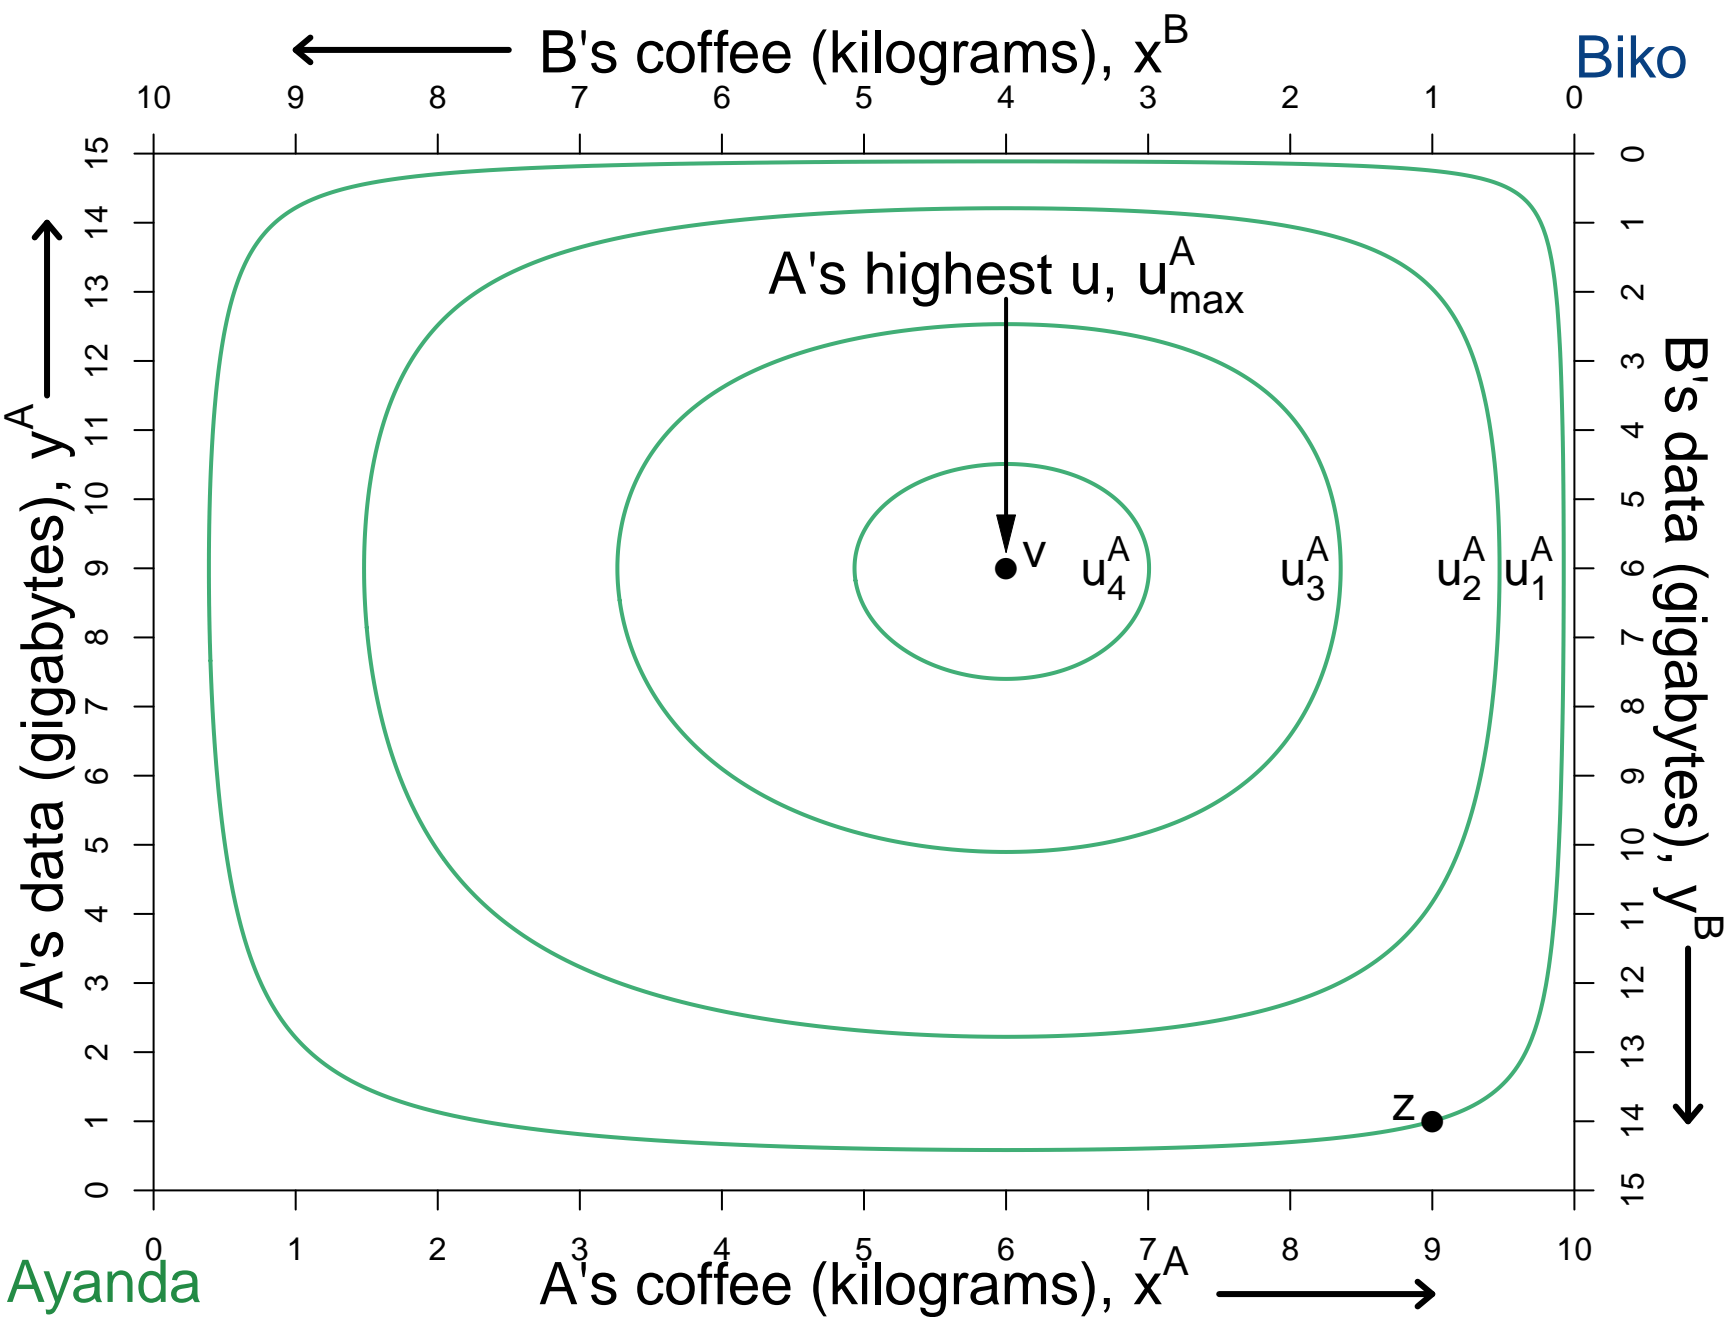 B's coffee (kilograms), x^B
Biko
10 9 8 7 6 5 4 3 2 1 0
A's data (gigabytes), y^A
15
14
13
12
11
10
9
8
7
6
5
4
3
2
1
0
A's highest u, u^A_max
v
u^A_4
u^A_3
u^A_2
u^A_1
z
0
1
2
3
4
5
6
7
8
9
10
11
12
13
14
15
B's data (gigabytes), y^B
0 1 2 3 4 5 6 7 8 9 10
Ayanda
A's coffee (kilograms), x^A